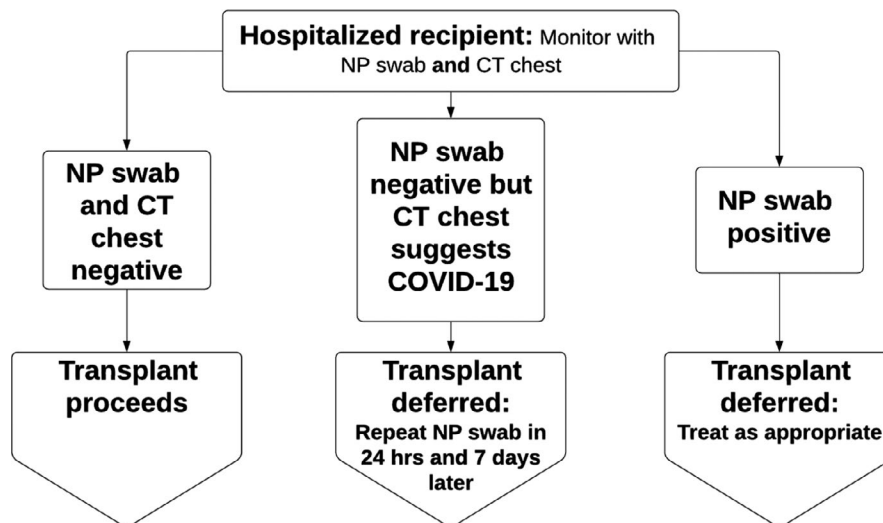 Hospitalized recipient: Monitor with
NP swab and CT chest
NP swab
and CT
chest
negative
NP swab
negative but
CT chest
suggests
COVID-19
NP swab
positive
Transplant
proceeds
Transplant
deferred:
Repeat NP swab in
24 hrs and 7 days
later
Transplant
deferred:
Treat as appropriate